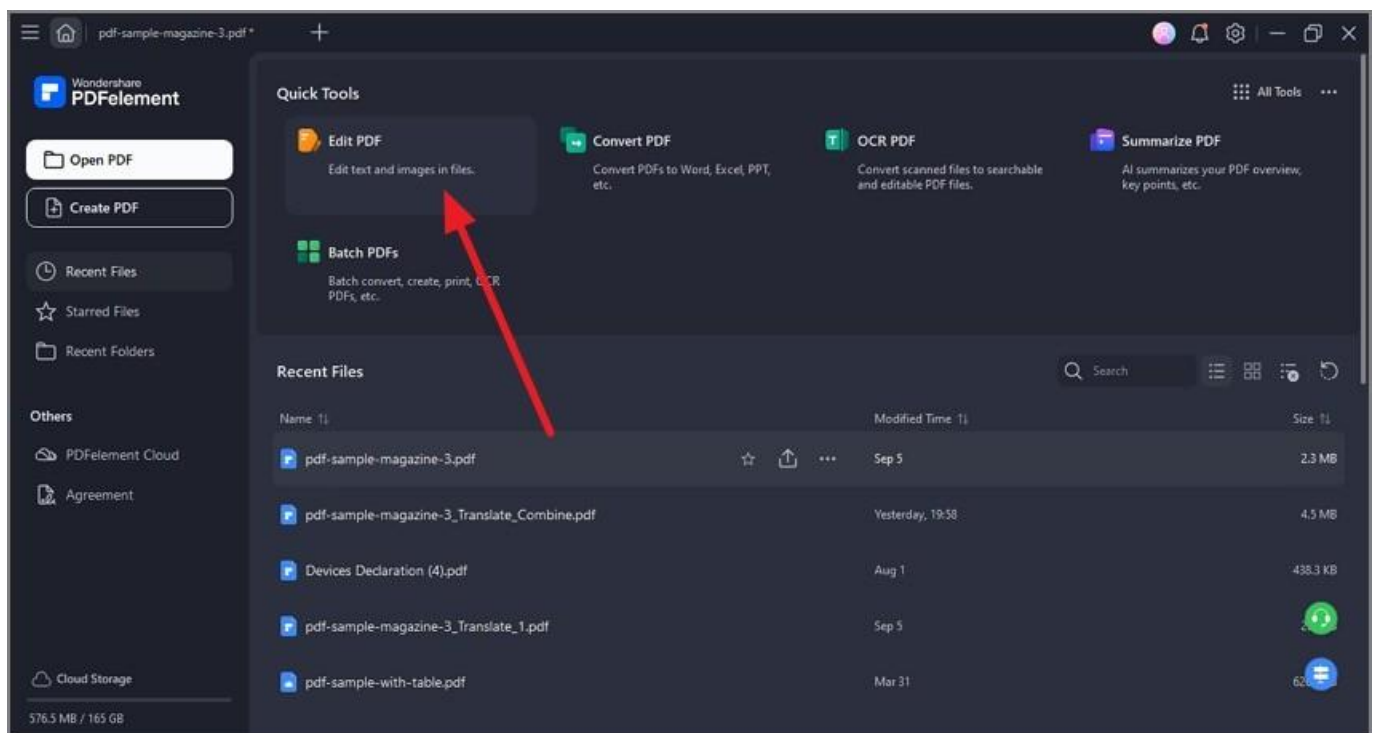 pdf-sample-magazine-3.pdf *
Wondershare
PDFelement
Open PDF
Create PDF
Recent Files
Starred Files
Recent Folders
Others
PDFelement Cloud
Agreement
Cloud Storage
576.5 MB / 165 GB
Quick Tools
All Tools
Edit PDF
Edit text and images in files.
Convert PDF
Convert PDFs to Word, Excel, PPT,
etc.
OCR PDF
Convert scanned files to searchable
and editable PDF files.
Summarize PDF
AI summarizes your PDF overview,
key points, etc.
Batch PDFs
Batch convert, create, print, OCR
PDFs, etc.
Recent Files
Search
Name Modified Time Size
pdf-sample-magazine-3.pdf Sep 5 2.3 MB
pdf-sample-magazine-3_Translate_Combine.pdf Yesterday, 19:58 4.5 MB
Devices Declaration (4).pdf Aug 1 438.3 KB
pdf-sample-magazine-3_Translate_1.pdf Sep 5
pdf-sample-with-table.pdf Mar 31